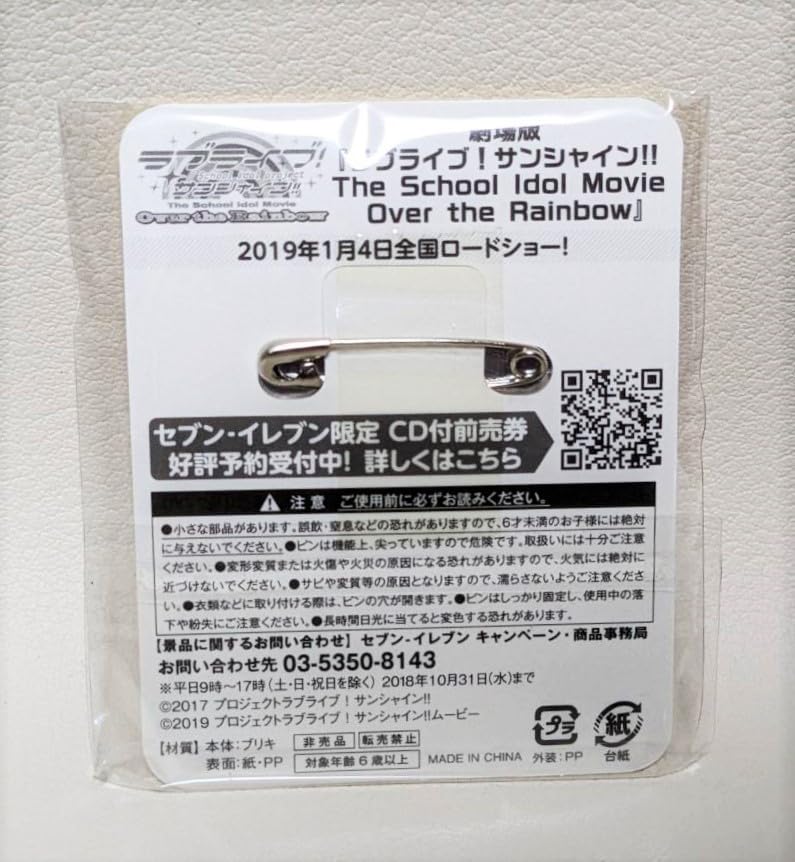 ラブライブ!
School idol project
サンシャイン!!
The School Idol Movie
Over the Rainbow
劇場版
『ラブライブ!サンシャイン!!
The School Idol Movie
Over the Rainbow』
2019年1月4日全国ロードショー!
セブン-イレブン限定 CD付前売券
好評予約受付中! 詳しくはこちら
注意 ご使用前に必ずお読みください。
●小さな部品があります。誤飲・窒息などの恐れがありますので、6才未満のお子様には絶対
に与えないでください。●ピンは機能上、尖っていますので危険です。取扱いには十分ご注意
ください。●変形変質または火傷や火災の原因になる恐れがありますので、火気には絶対に
近づけないでください。●サビや変質等の原因となりますので、濡らさないようご注意くださ
い。●衣類などに取り付ける際は、ピンの穴が開きます。●ピンはしっかり固定し、使用中の落
下や紛失にご注意ください。●長時間日光に当てると変色する恐れがあります。
【景品に関するお問い合わせ】 セブン-イレブン キャンペーン・商品事務局
お問い合わせ先 03-5350-8143
※平日9時〜17時(土・日・祝日を除く) 2018年10月31日(水)まで
©2017 プロジェクトラブライブ!サンシャイン!!
©2019 プロジェクトラブライブ!サンシャイン!!ムービー
【材質】 本体:ブリキ 非売品 転売禁止
表面:紙・PP 対象年齢6歳以上 MADE IN CHINA 外装:PP 台紙
プラ
紙